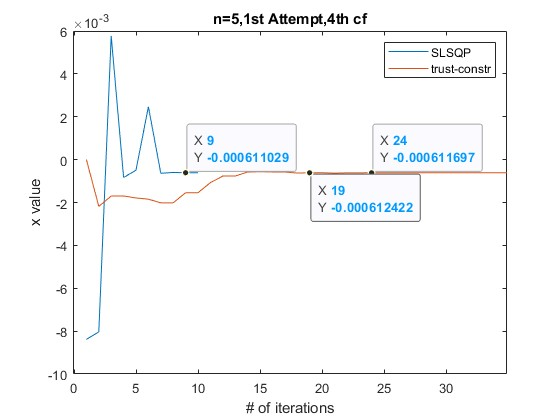 n=5,1st Attempt,4th cf
×10⁻³
6
4
2
0
-2
-4
-6
-8
-10
x value
SLSQP
trust-constr
X 9
Y -0.000611029
X 24
Y -0.000611697
X 19
Y -0.000612422
0 5 10 15 20 25 30
# of iterations